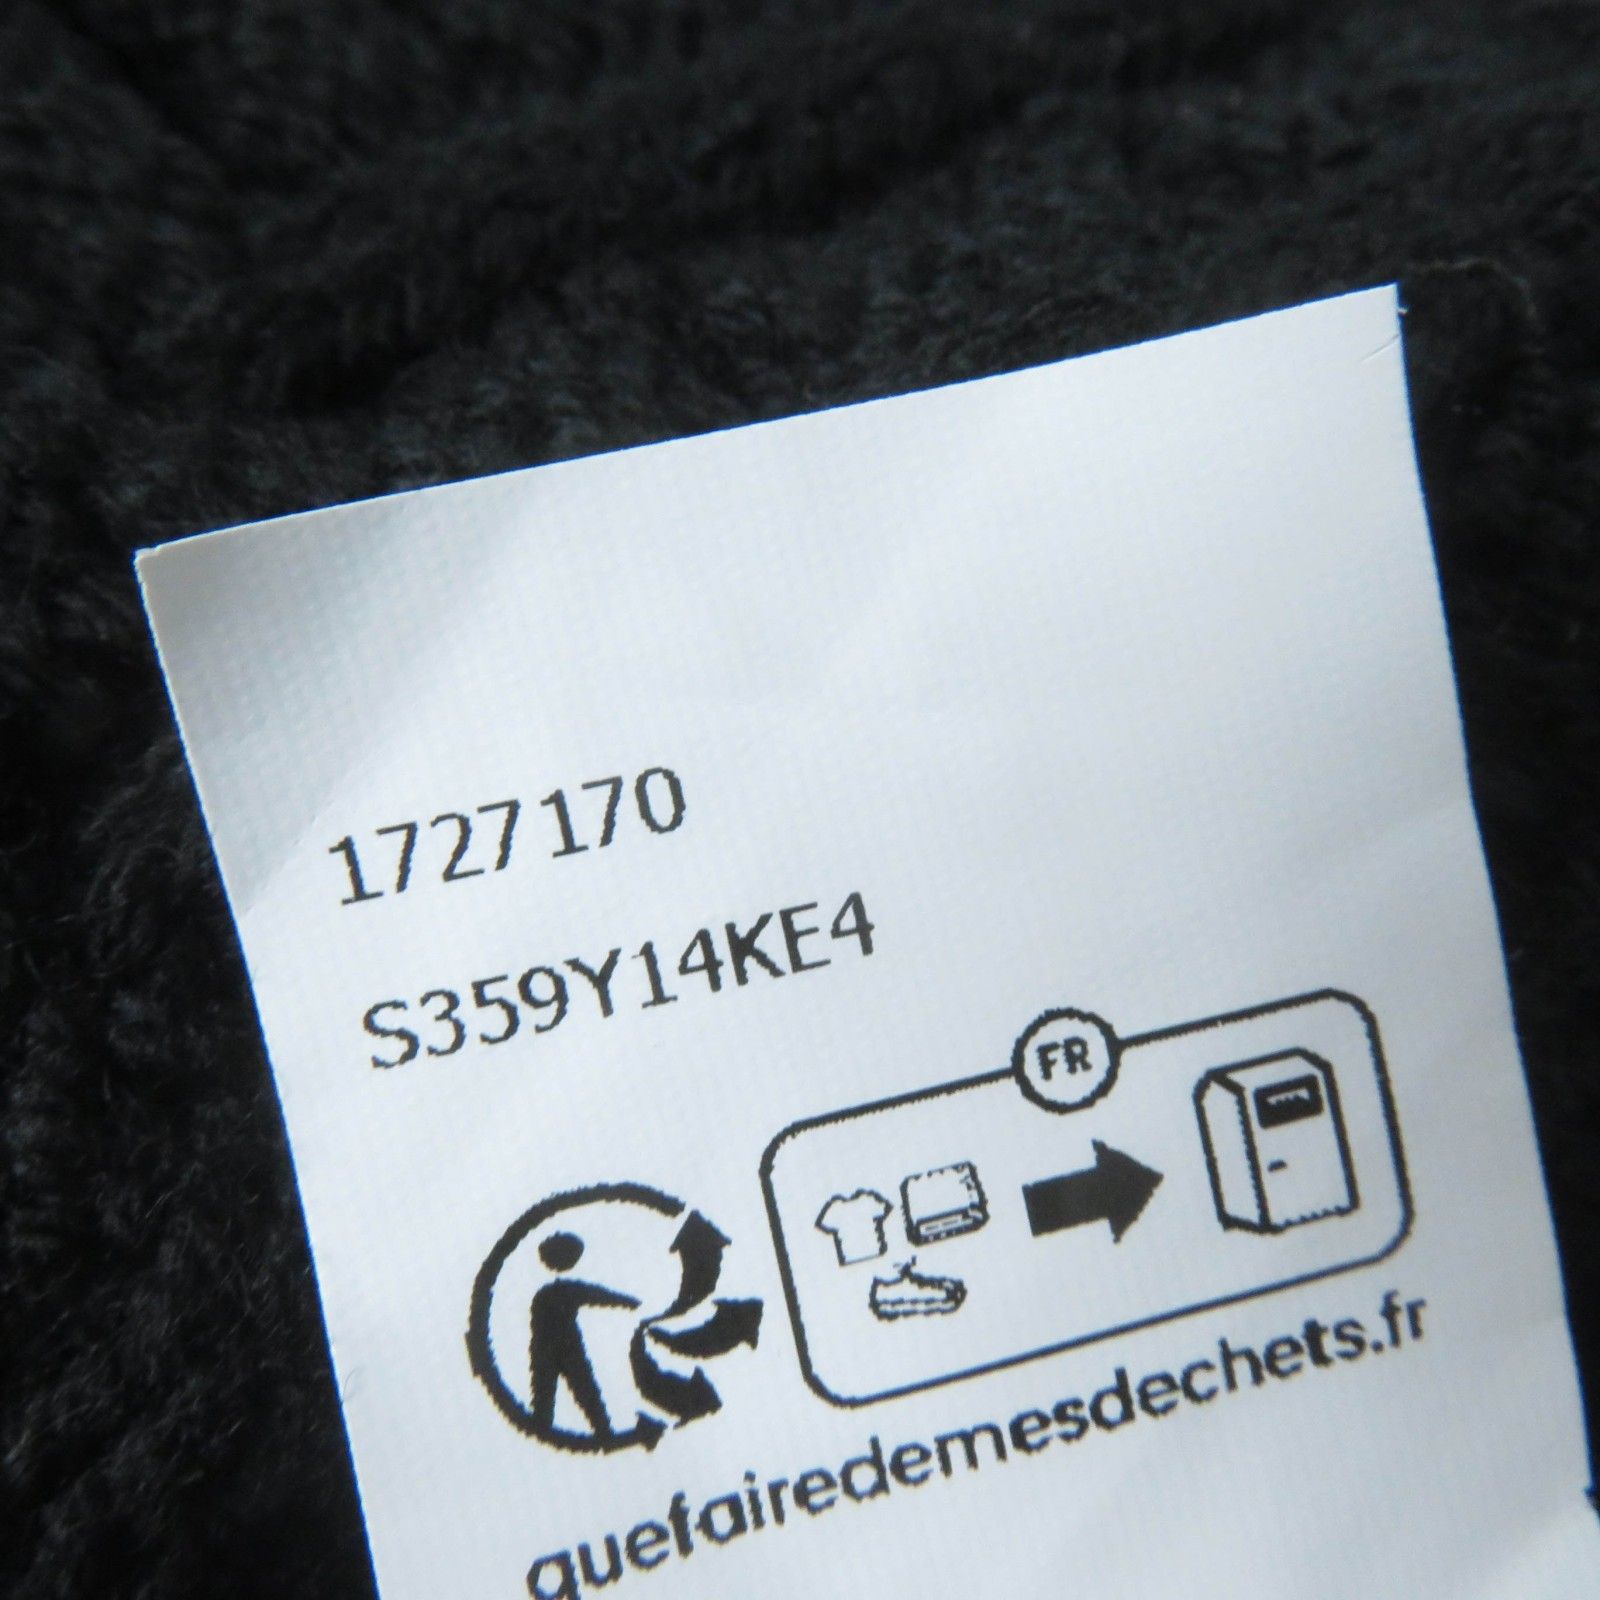 1727170
S359Y14KE4
FR
quefairedemesdechets.fr